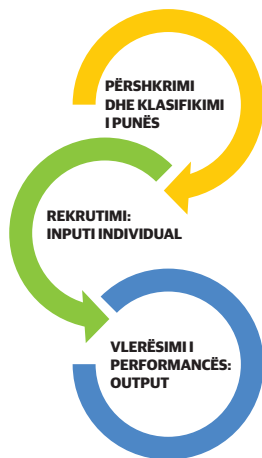 PËRSHKRIMI
DHE KLASIFIKIMI
I PUNËS
REKRUTIMI:
INPUTI INDIVIDUAL
VLERËSIMI I
PERFORMANCËS:
OUTPUT